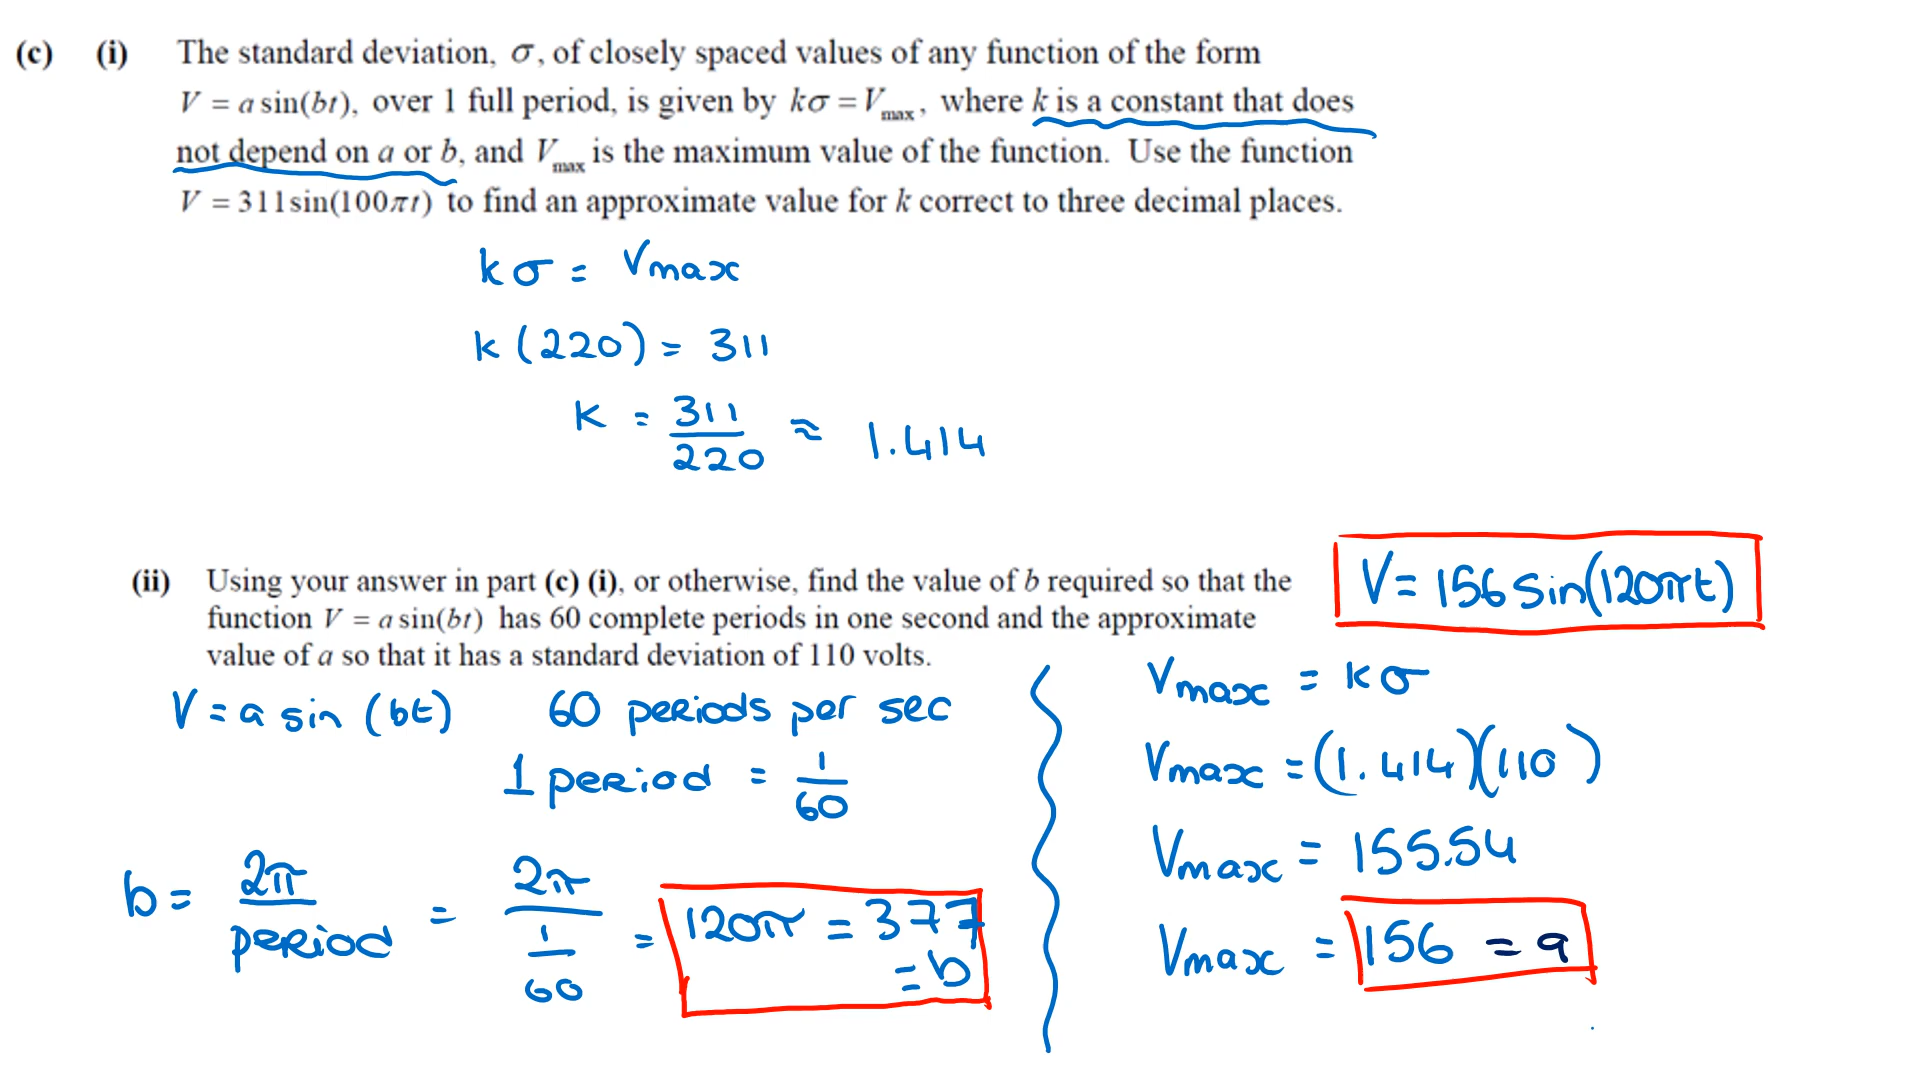 (c) (i) The standard deviation, σ, of closely spaced values of any function of the form
V = a sin(bt), over 1 full period, is given by kσ = Vmax, where k is a constant that does
not depend on a or b, and Vmax is the maximum value of the function. Use the function
V = 311sin(100πt) to find an approximate value for k correct to three decimal places.
kσ = Vmax
k(220) = 311
k = 311/220 ≈ 1.414
(ii) Using your answer in part (c) (i), or otherwise, find the value of b required so that the
function V = a sin(bt) has 60 complete periods in one second and the approximate
value of a so that it has a standard deviation of 110 volts.
V = 156 sin(120πt)
V = a sin (bt) 60 periods per sec
1 period = 1/60
b = 2π/period = 2π/(1/60) = 120π = 377
= b
Vmax = kσ
Vmax = (1.414)(110)
Vmax = 155.54
Vmax = 156 = a